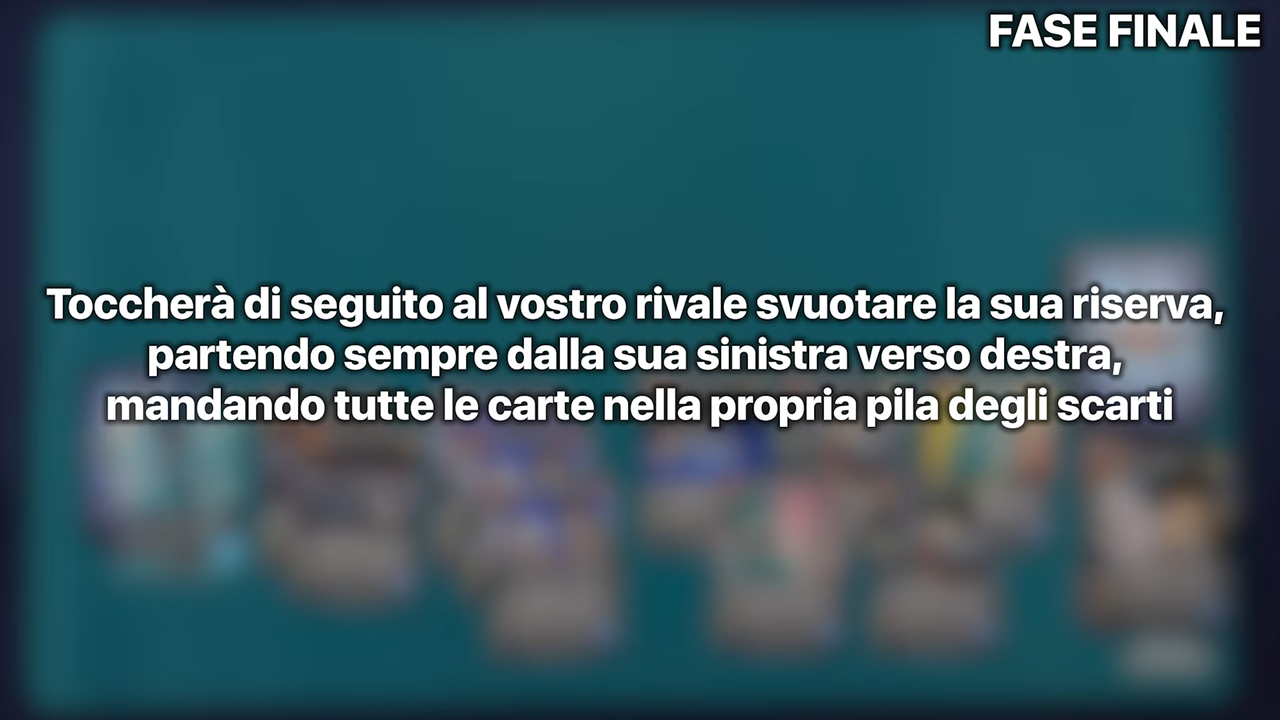 FASE FINALE
Toccherà di seguito al vostro rivale svuotare la sua riserva,
partendo sempre dalla sua sinistra verso destra,
mandando tutte le carte nella propria pila degli scarti